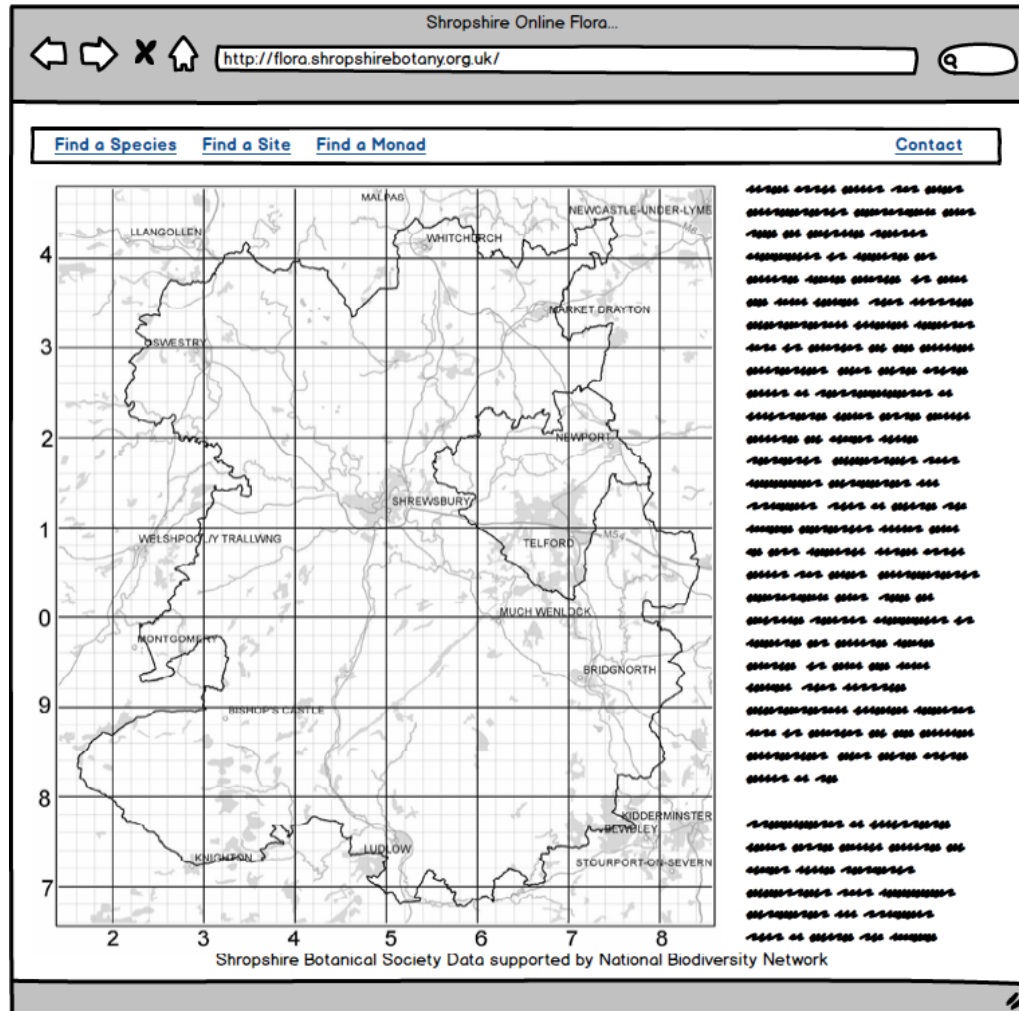 Shropshire Online Flora...
http://flora.shropshirebotany.org.uk/
Find a Species Find a Site Find a Monad Contact
MALPAS
NEWCASTLE-UNDER-LYME
LLANGOLLEN
WHITCHURCH
M6
4
MARKET DRAYTON
3
OSWESTRY
2
NEWPORT
SHREWSBURY
1
WELSHPOOL/Y TRALLWNG
TELFORD
M54
0
MUCH WENLOCK
MONTGOMERY
BRIDGNORTH
9
BISHOP'S CASTLE
8
KIDDERMINSTER
BEWDLEY
LUDLOW
KNIGHTON
STOURPORT-ON-SEVERN
7
2 3 4 5 6 7 8
Shropshire Botanical Society Data supported by National Biodiversity Network